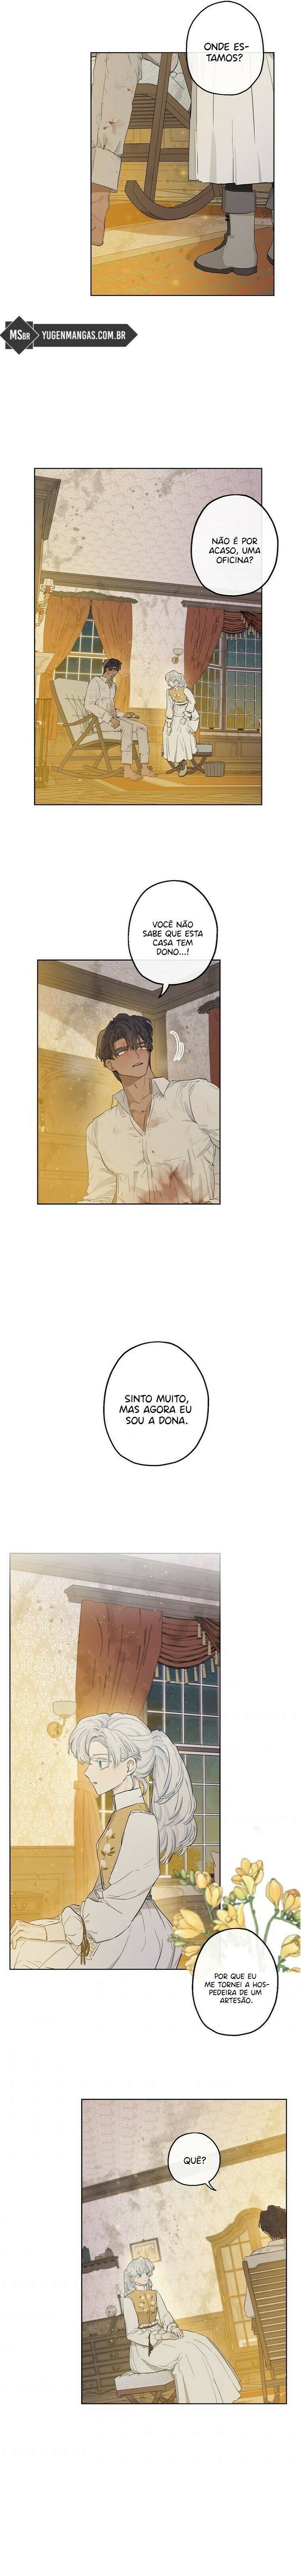 ONDE ES-
TAMOS?
MSBR YUGENMANGAS.COM.BR
NÃO É POR
ACASO, UMA
OFICINA?
VOCÊ NÃO
SABE QUE ESTA
CASA TEM
DONO...!
SINTO MUITO,
MAS AGORA EU
SOU A DONA.
POR QUE EU
ME TORNEI A HOS-
PEDEIRA DE UM
ARTESÃO.
QUÊ?